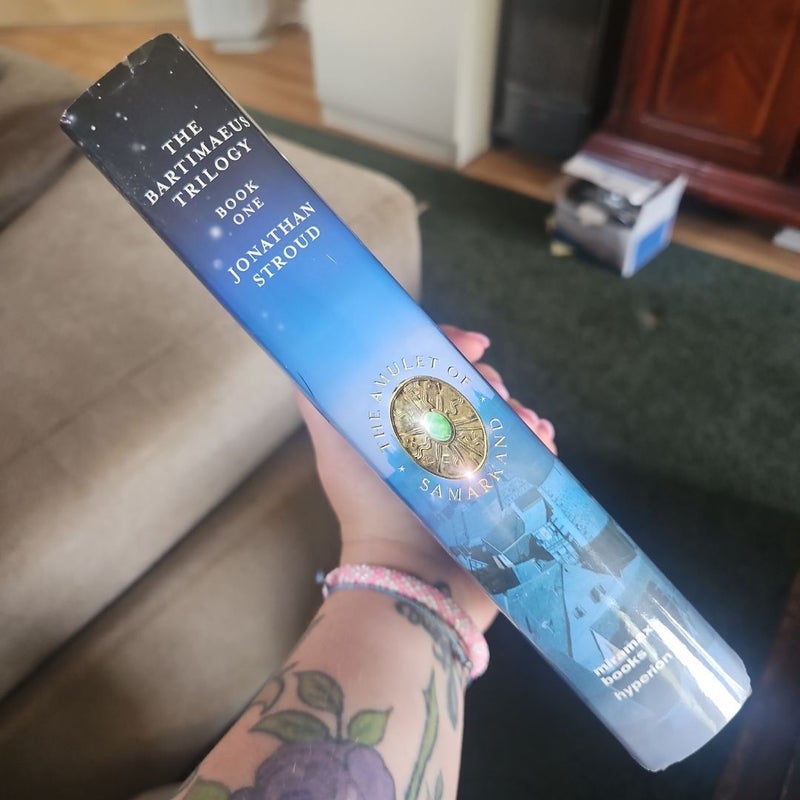 THE
BARTIMAEUS
TRILOGY
BOOK
ONE
JONATHAN
STROUD
THE AMULET OF
SAMARKAND
miramax
books
hyperion